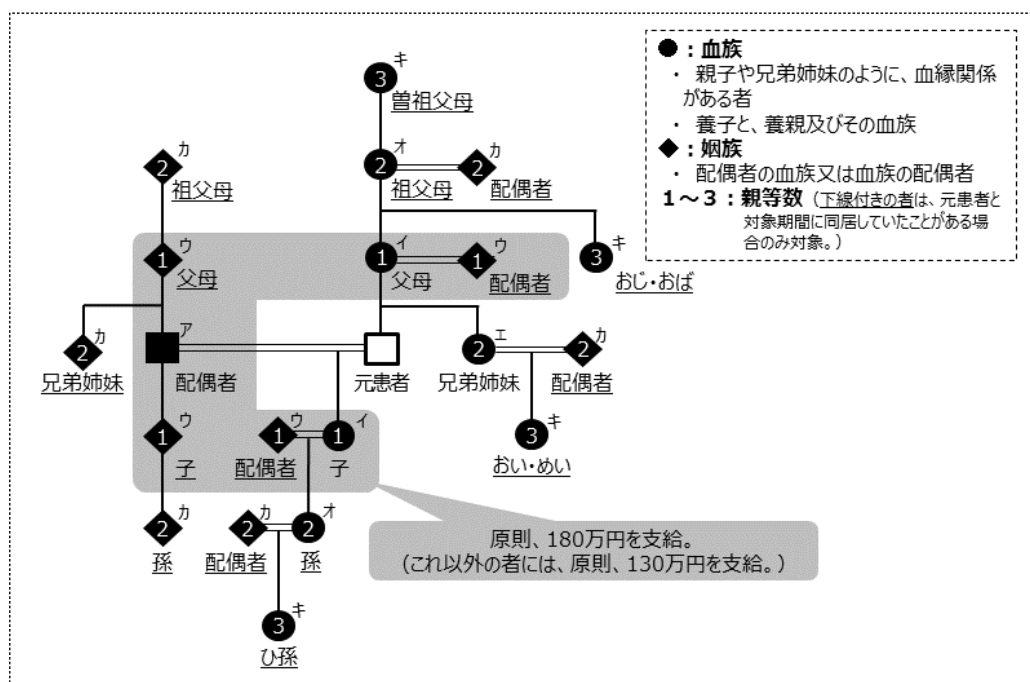 ●：血族
・ 親子や兄弟姉妹のように、血縁関係
がある者
・ 養子と、養親及びその血族
◆：姻族
・ 配偶者の血族又は血族の配偶者
1～3：親等数（下線付きの者は、元患者と
対象期間に同居していたことがある場
合のみ対象。）
3 キ
曽祖父母
2 カ
祖父母
2 オ
祖父母
2 カ
配偶者
1 ウ
父母
1 イ
父母
1 ウ
配偶者
3 キ
おじ・おば
2 カ
兄弟姉妹
ア
配偶者
元患者
2 エ
兄弟姉妹
2 カ
配偶者
1 ウ
子
1 ウ
配偶者
1 イ
子
3 キ
おい・めい
2 カ
孫
2 カ
配偶者
2 オ
孫
原則、180万円を支給。
(これ以外の者には、原則、130万円を支給。)
3 キ
ひ孫